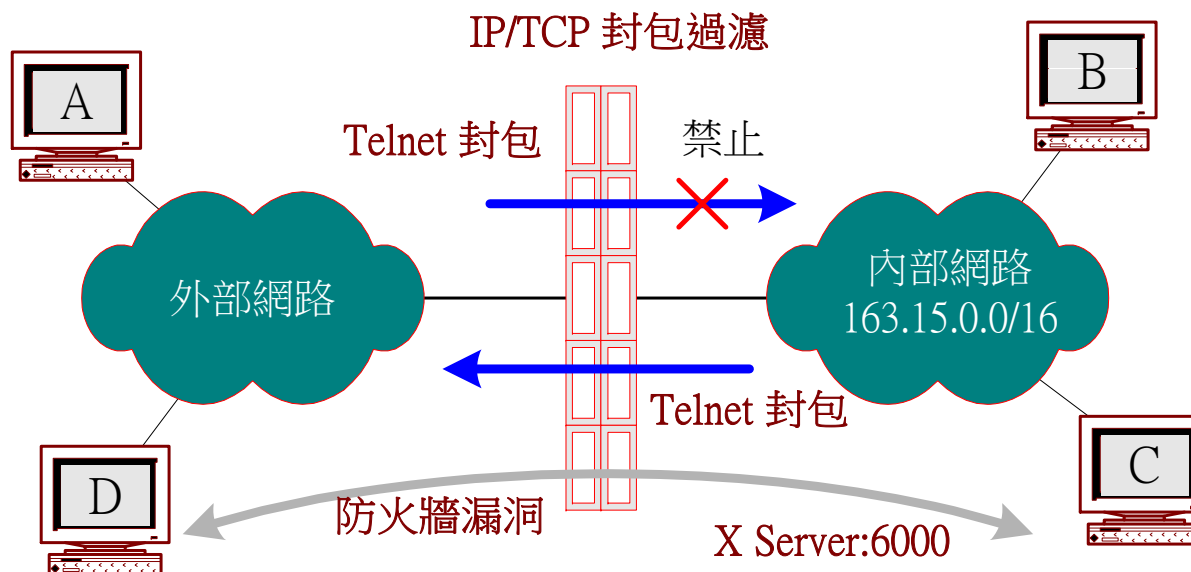 IP/TCP 封包過濾
A
B
Telnet 封包
禁止
外部網路
內部網路
163.15.0.0/16
Telnet 封包
D
C
防火牆漏洞
X Server:6000